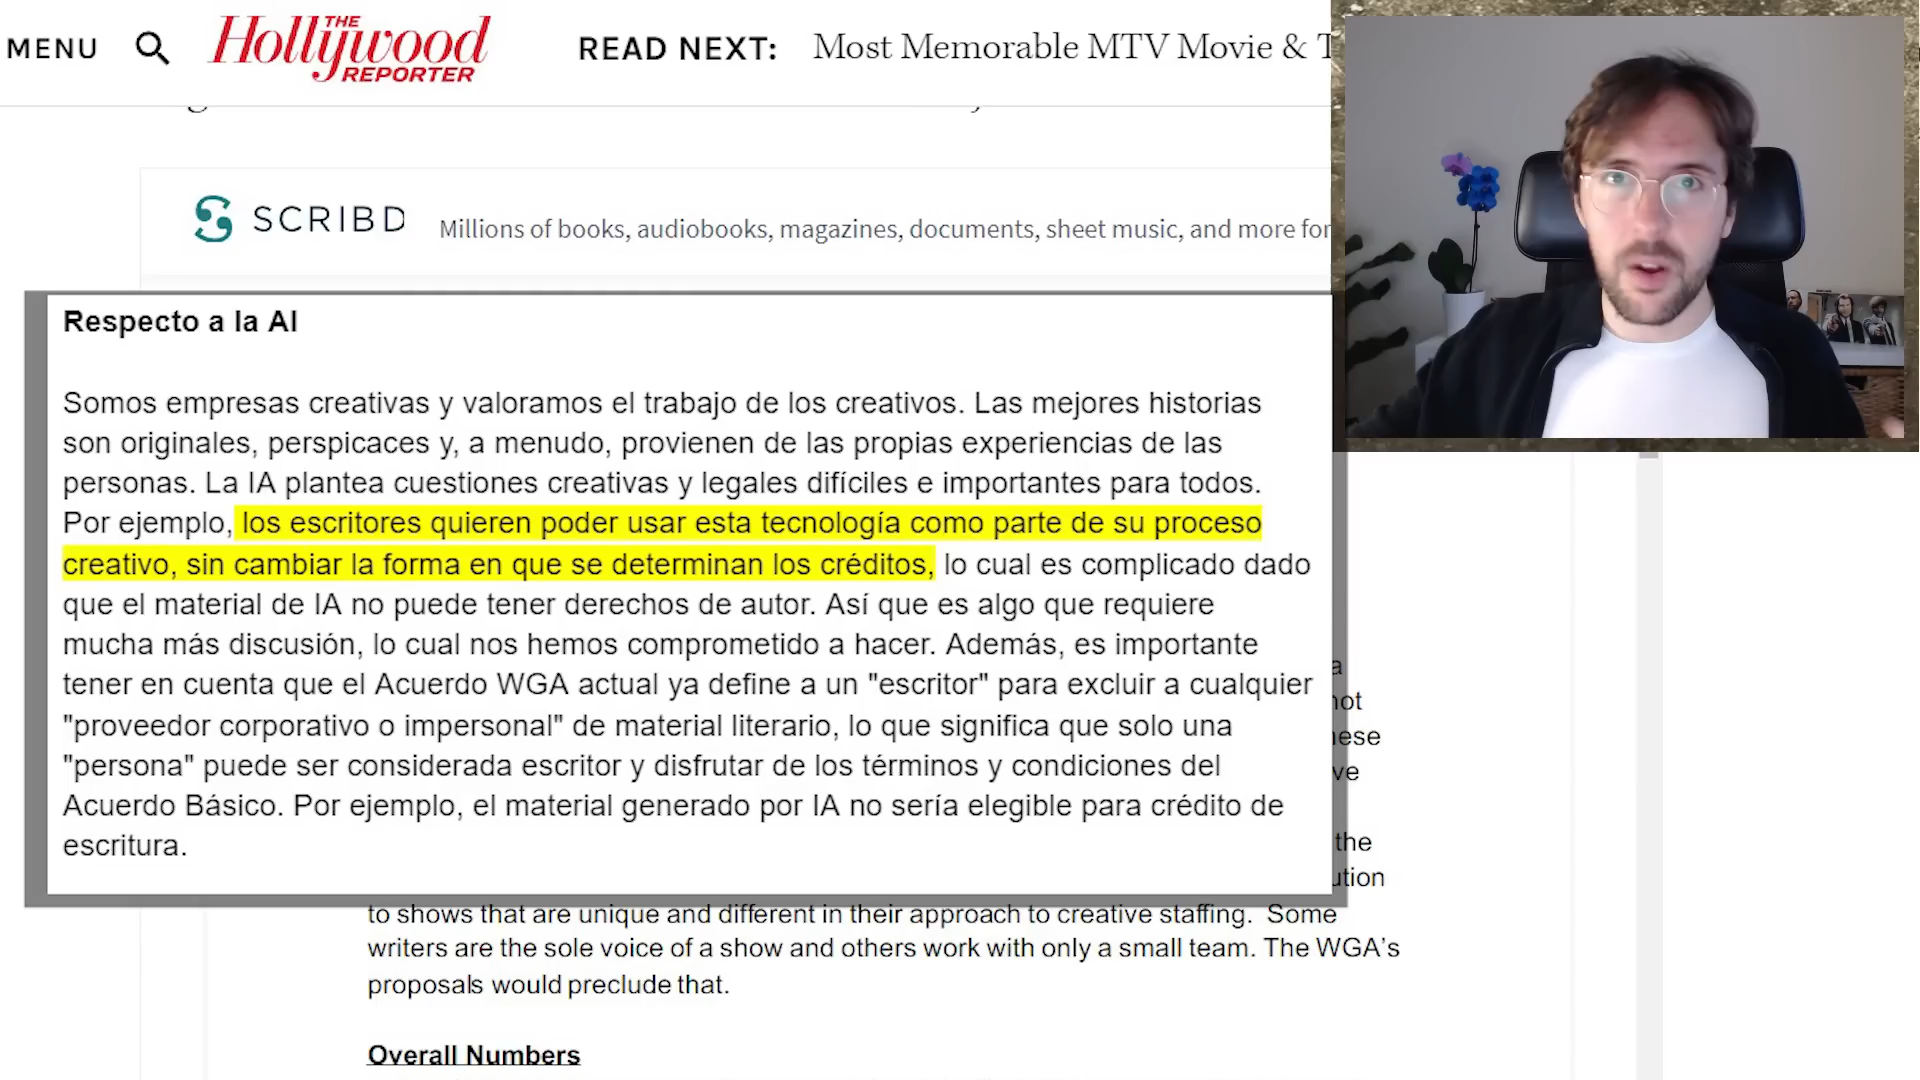 MENU
THE
Hollywood
REPORTER
READ NEXT:
Most Memorable MTV Movie & T
SCRIBD
Millions of books, audiobooks, magazines, documents, sheet music, and more for
Respecto a la AI
Somos empresas creativas y valoramos el trabajo de los creativos. Las mejores historias
son originales, perspicaces y, a menudo, provienen de las propias experiencias de las
personas. La IA plantea cuestiones creativas y legales difíciles e importantes para todos.
Por ejemplo, los escritores quieren poder usar esta tecnología como parte de su proceso
creativo, sin cambiar la forma en que se determinan los créditos, lo cual es complicado dado
que el material de IA no puede tener derechos de autor. Así que es algo que requiere
mucha más discusión, lo cual nos hemos comprometido a hacer. Además, es importante
tener en cuenta que el Acuerdo WGA actual ya define a un "escritor" para excluir a cualquier
"proveedor corporativo o impersonal" de material literario, lo que significa que solo una
"persona" puede ser considerada escritor y disfrutar de los términos y condiciones del
Acuerdo Básico. Por ejemplo, el material generado por IA no sería elegible para crédito de
escritura.
a
not
hese
ve
the
ution
to shows that are unique and different in their approach to creative staffing. Some
writers are the sole voice of a show and others work with only a small team. The WGA's
proposals would preclude that.
Overall Numbers